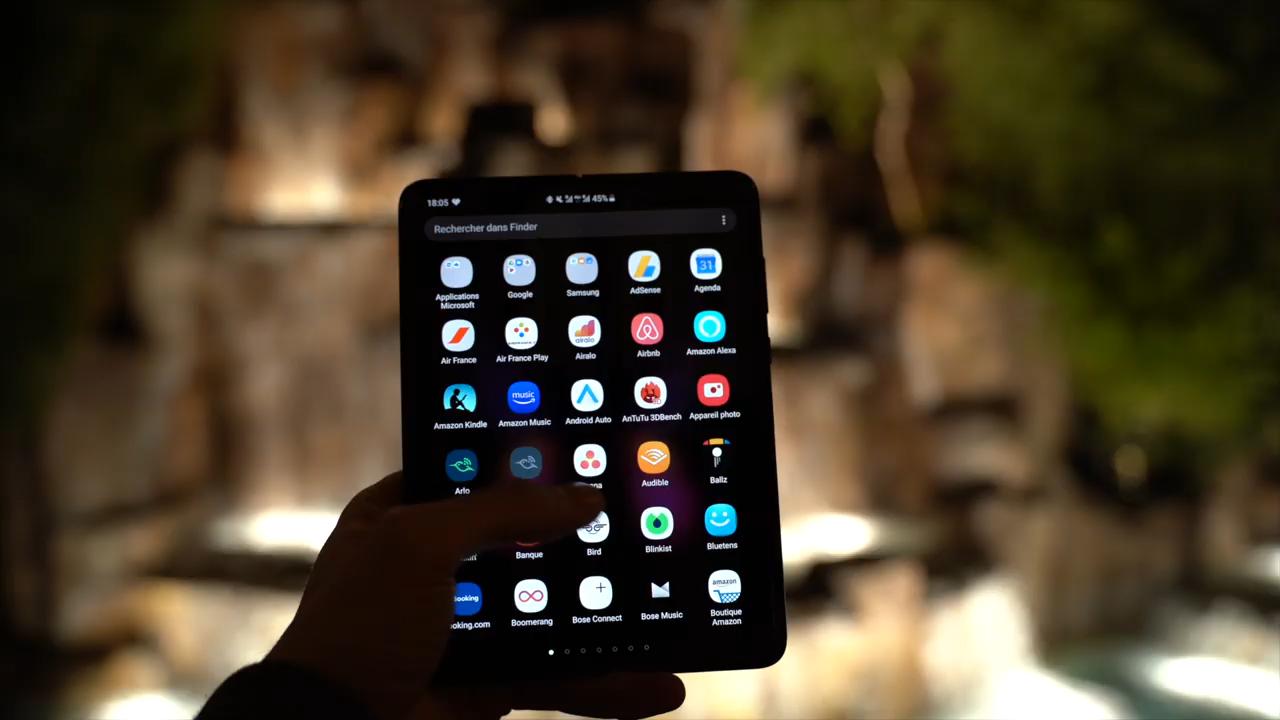 18:05
45%
Rechercher dans Finder
31
Applications
Microsoft
Google
Samsung
AdSense
Agenda
airalo
Air France
Air France Play
Airalo
Airbnb
Amazon Alexa
music
Amazon Kindle
Amazon Music
Android Auto
AnTuTu 3DBench
Appareil photo
Arlo
Audible
Ballz
Banque
Bird
Blinkist
Bluetens
Booking
amazon
ooking.com
Boomerang
Bose Connect
Bose Music
Boutique
Amazon